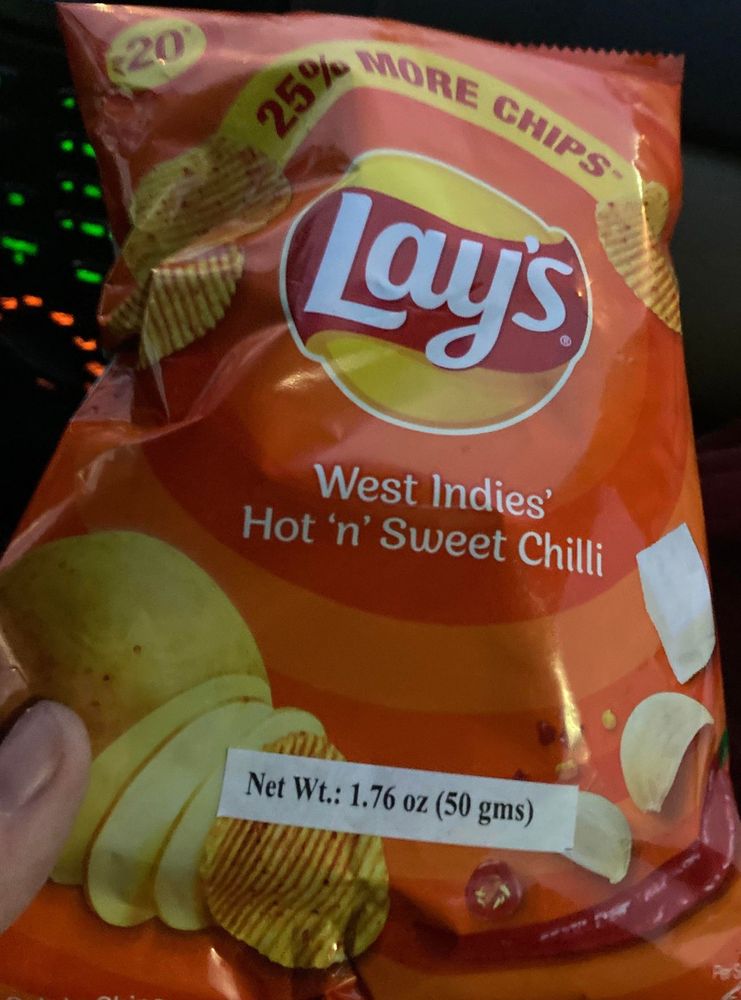 ₹20*
25% MORE CHIPS*
Lay's®
West Indies'
Hot 'n' Sweet Chilli
Net Wt.: 1.76 oz (50 gms)